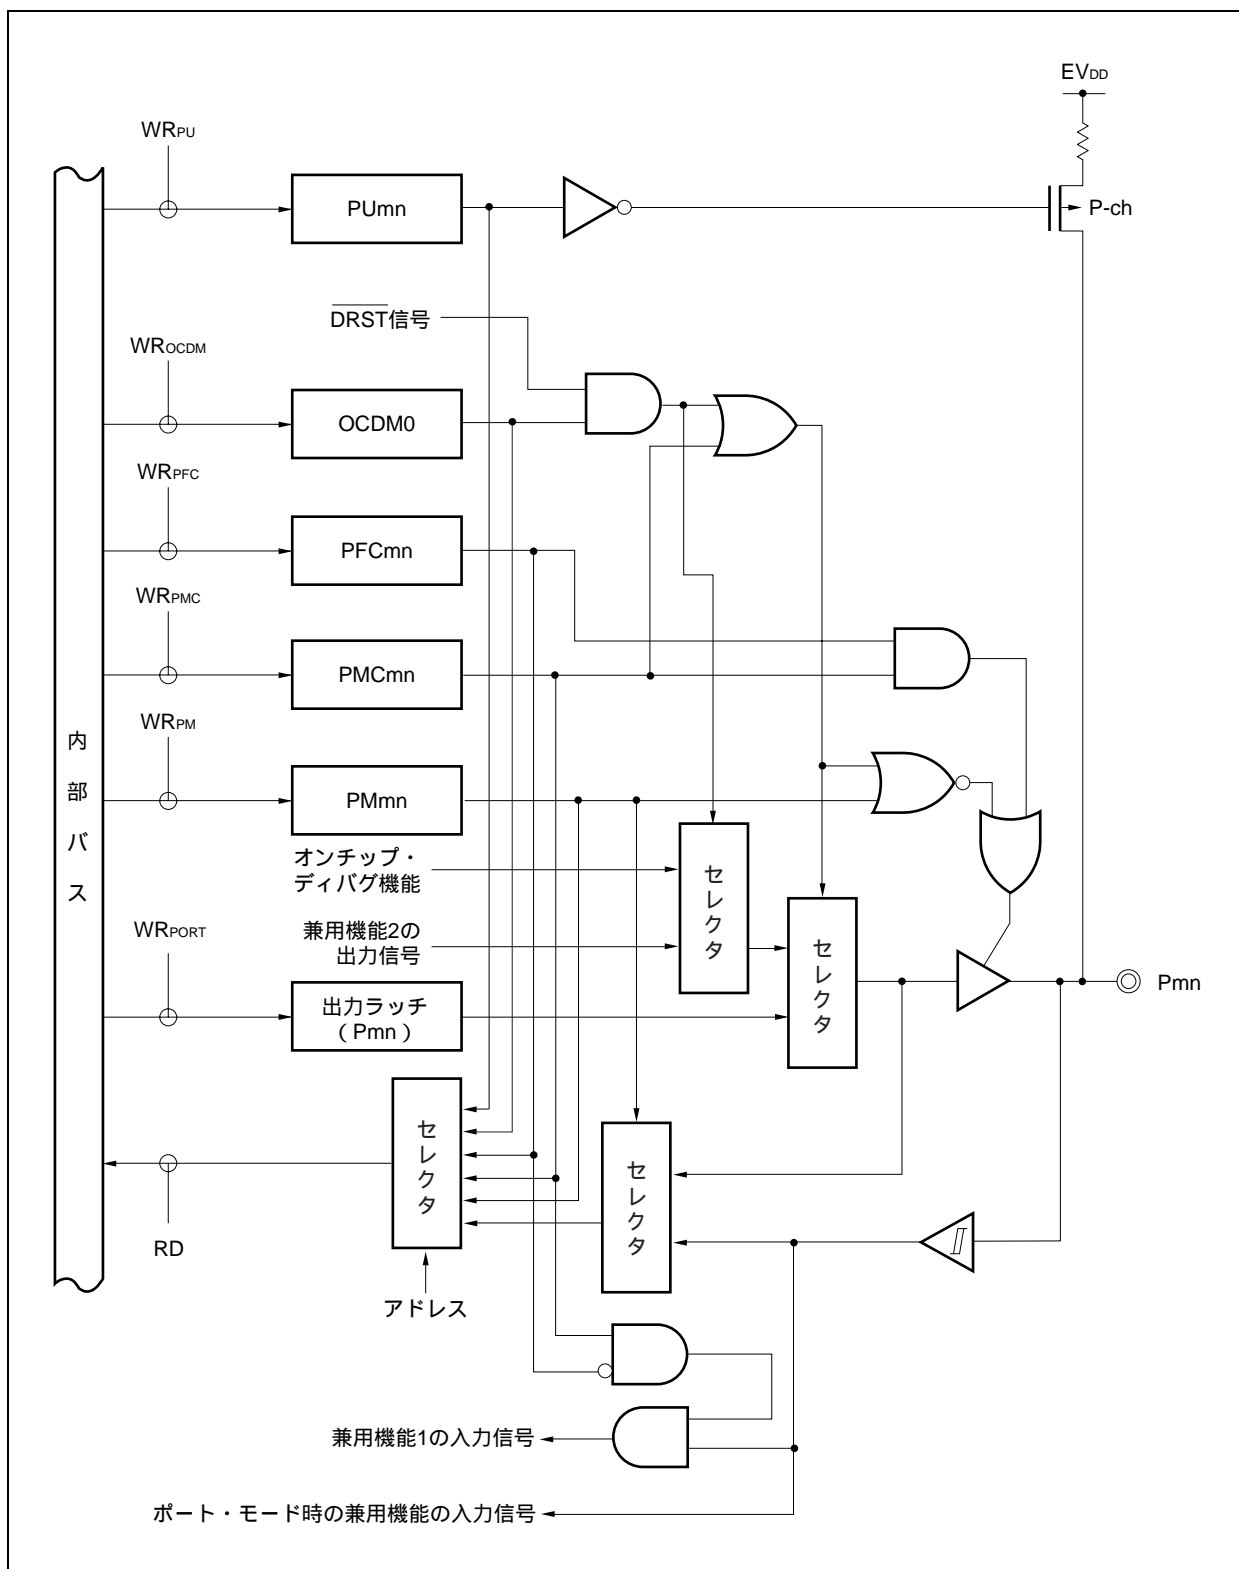 EVDD
WRPU
PUmn
P-ch
DRST信号
WROCDM
OCDM0
WRPFC
PFCmn
WRPMC
PMCmn
WRPM
PMmn
内部バス
オンチップ・
ディバグ機能
セレクタ
兼用機能2の
出力信号
セレクタ
WRPORT
出力ラッチ
(Pmn)
Pmn
セレクタ
セレクタ
RD
アドレス
兼用機能1の入力信号
ポート・モード時の兼用機能の入力信号